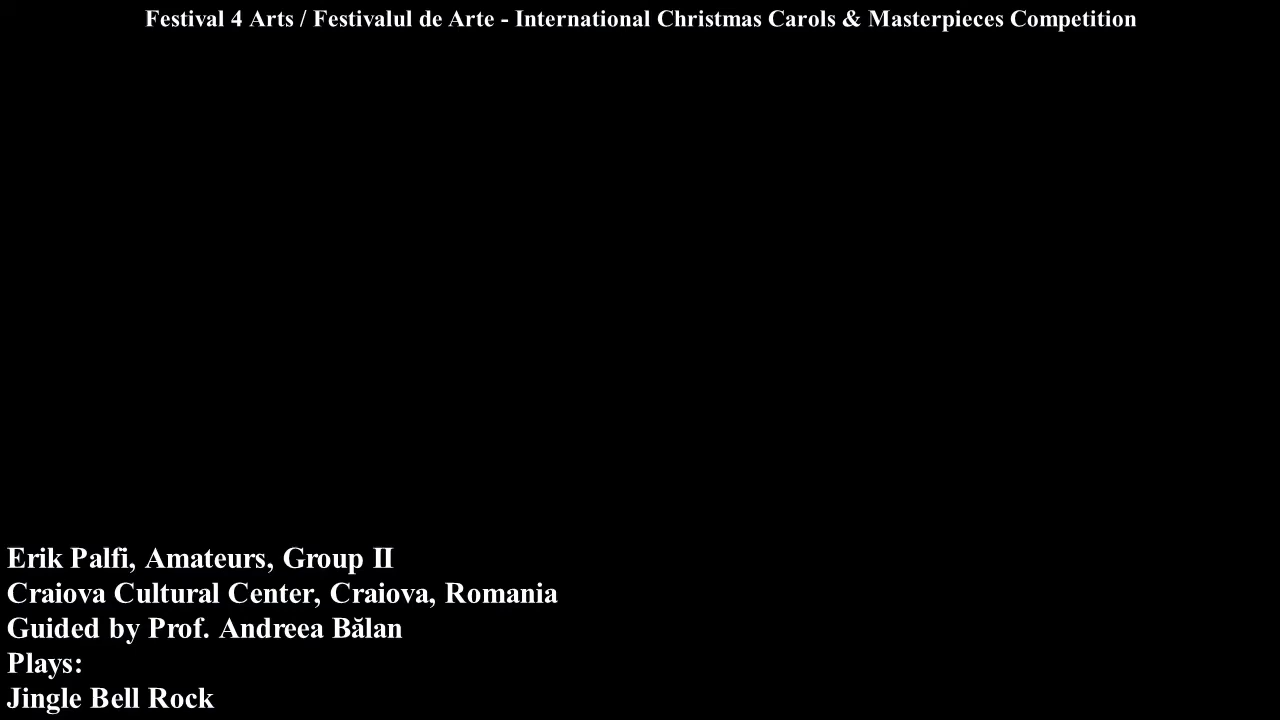 Festival 4 Arts / Festivalul de Arte - International Christmas Carols & Masterpieces Competition
Erik Palfi, Amateurs, Group II
Craiova Cultural Center, Craiova, Romania
Guided by Prof. Andreea Bălan
Plays:
Jingle Bell Rock